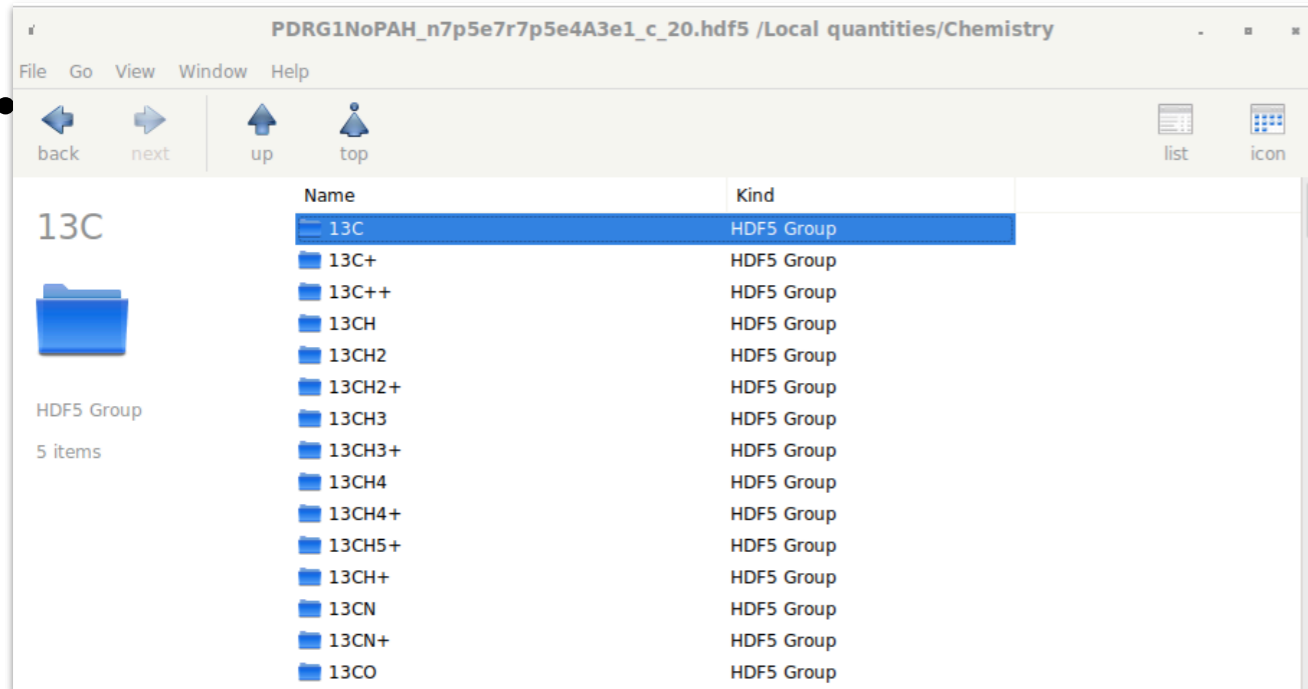 PDRG1NoPAH_n7p5e7r7p5e4A3e1_c_20.hdf5 /Local quantities/Chemistry
File Go View Window Help
back next up top list icon
Name Kind
13C
13C HDF5 Group
13C+ HDF5 Group
13C++ HDF5 Group
13CH HDF5 Group
13CH2 HDF5 Group
13CH2+ HDF5 Group
HDF5 Group
13CH3 HDF5 Group
5 items
13CH3+ HDF5 Group
13CH4 HDF5 Group
13CH4+ HDF5 Group
13CH5+ HDF5 Group
13CH+ HDF5 Group
13CN HDF5 Group
13CN+ HDF5 Group
13CO HDF5 Group